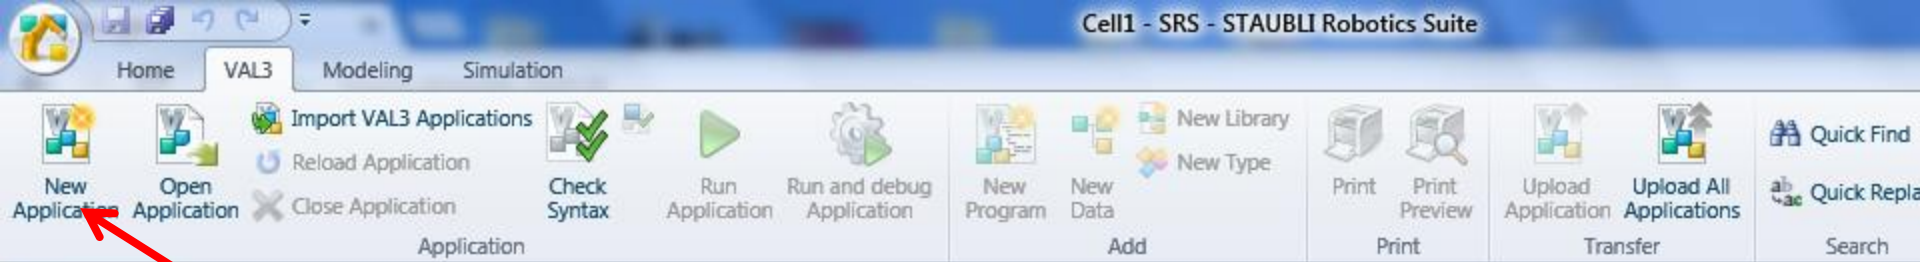 Cell1 - SRS - STAUBLI Robotics Suite
Home VAL3 Modeling Simulation
New Application
Open Application
Import VAL3 Applications
Reload Application
Close Application
Check Syntax
Run Application
Run and debug Application
Application
New Program
New Data
New Library
New Type
Add
Print
Print Preview
Print
Upload Application
Upload All Applications
Transfer
Quick Find
Quick Repla
Search